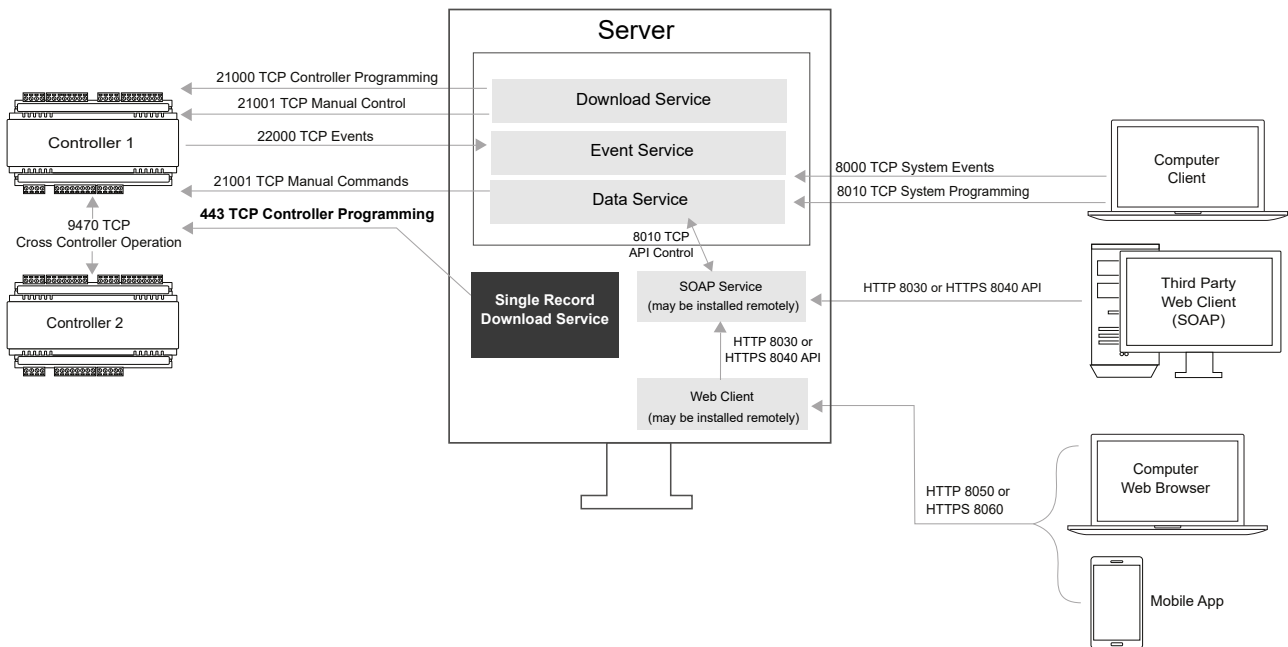 Server
21000 TCP Controller Programming
21001 TCP Manual Control
Controller 1
22000 TCP Events
21001 TCP Manual Commands
443 TCP Controller Programming
9470 TCP
Cross Controller Operation
Controller 2
Download Service
Event Service
Data Service
8010 TCP
API Control
Single Record
Download Service
SOAP Service
(may be installed remotely)
HTTP 8030 or
HTTPS 8040 API
Web Client
(may be installed remotely)
8000 TCP System Events
8010 TCP System Programming
Computer
Client
HTTP 8030 or HTTPS 8040 API
Third Party
Web Client
(SOAP)
HTTP 8050 or
HTTPS 8060
Computer
Web Browser
Mobile App